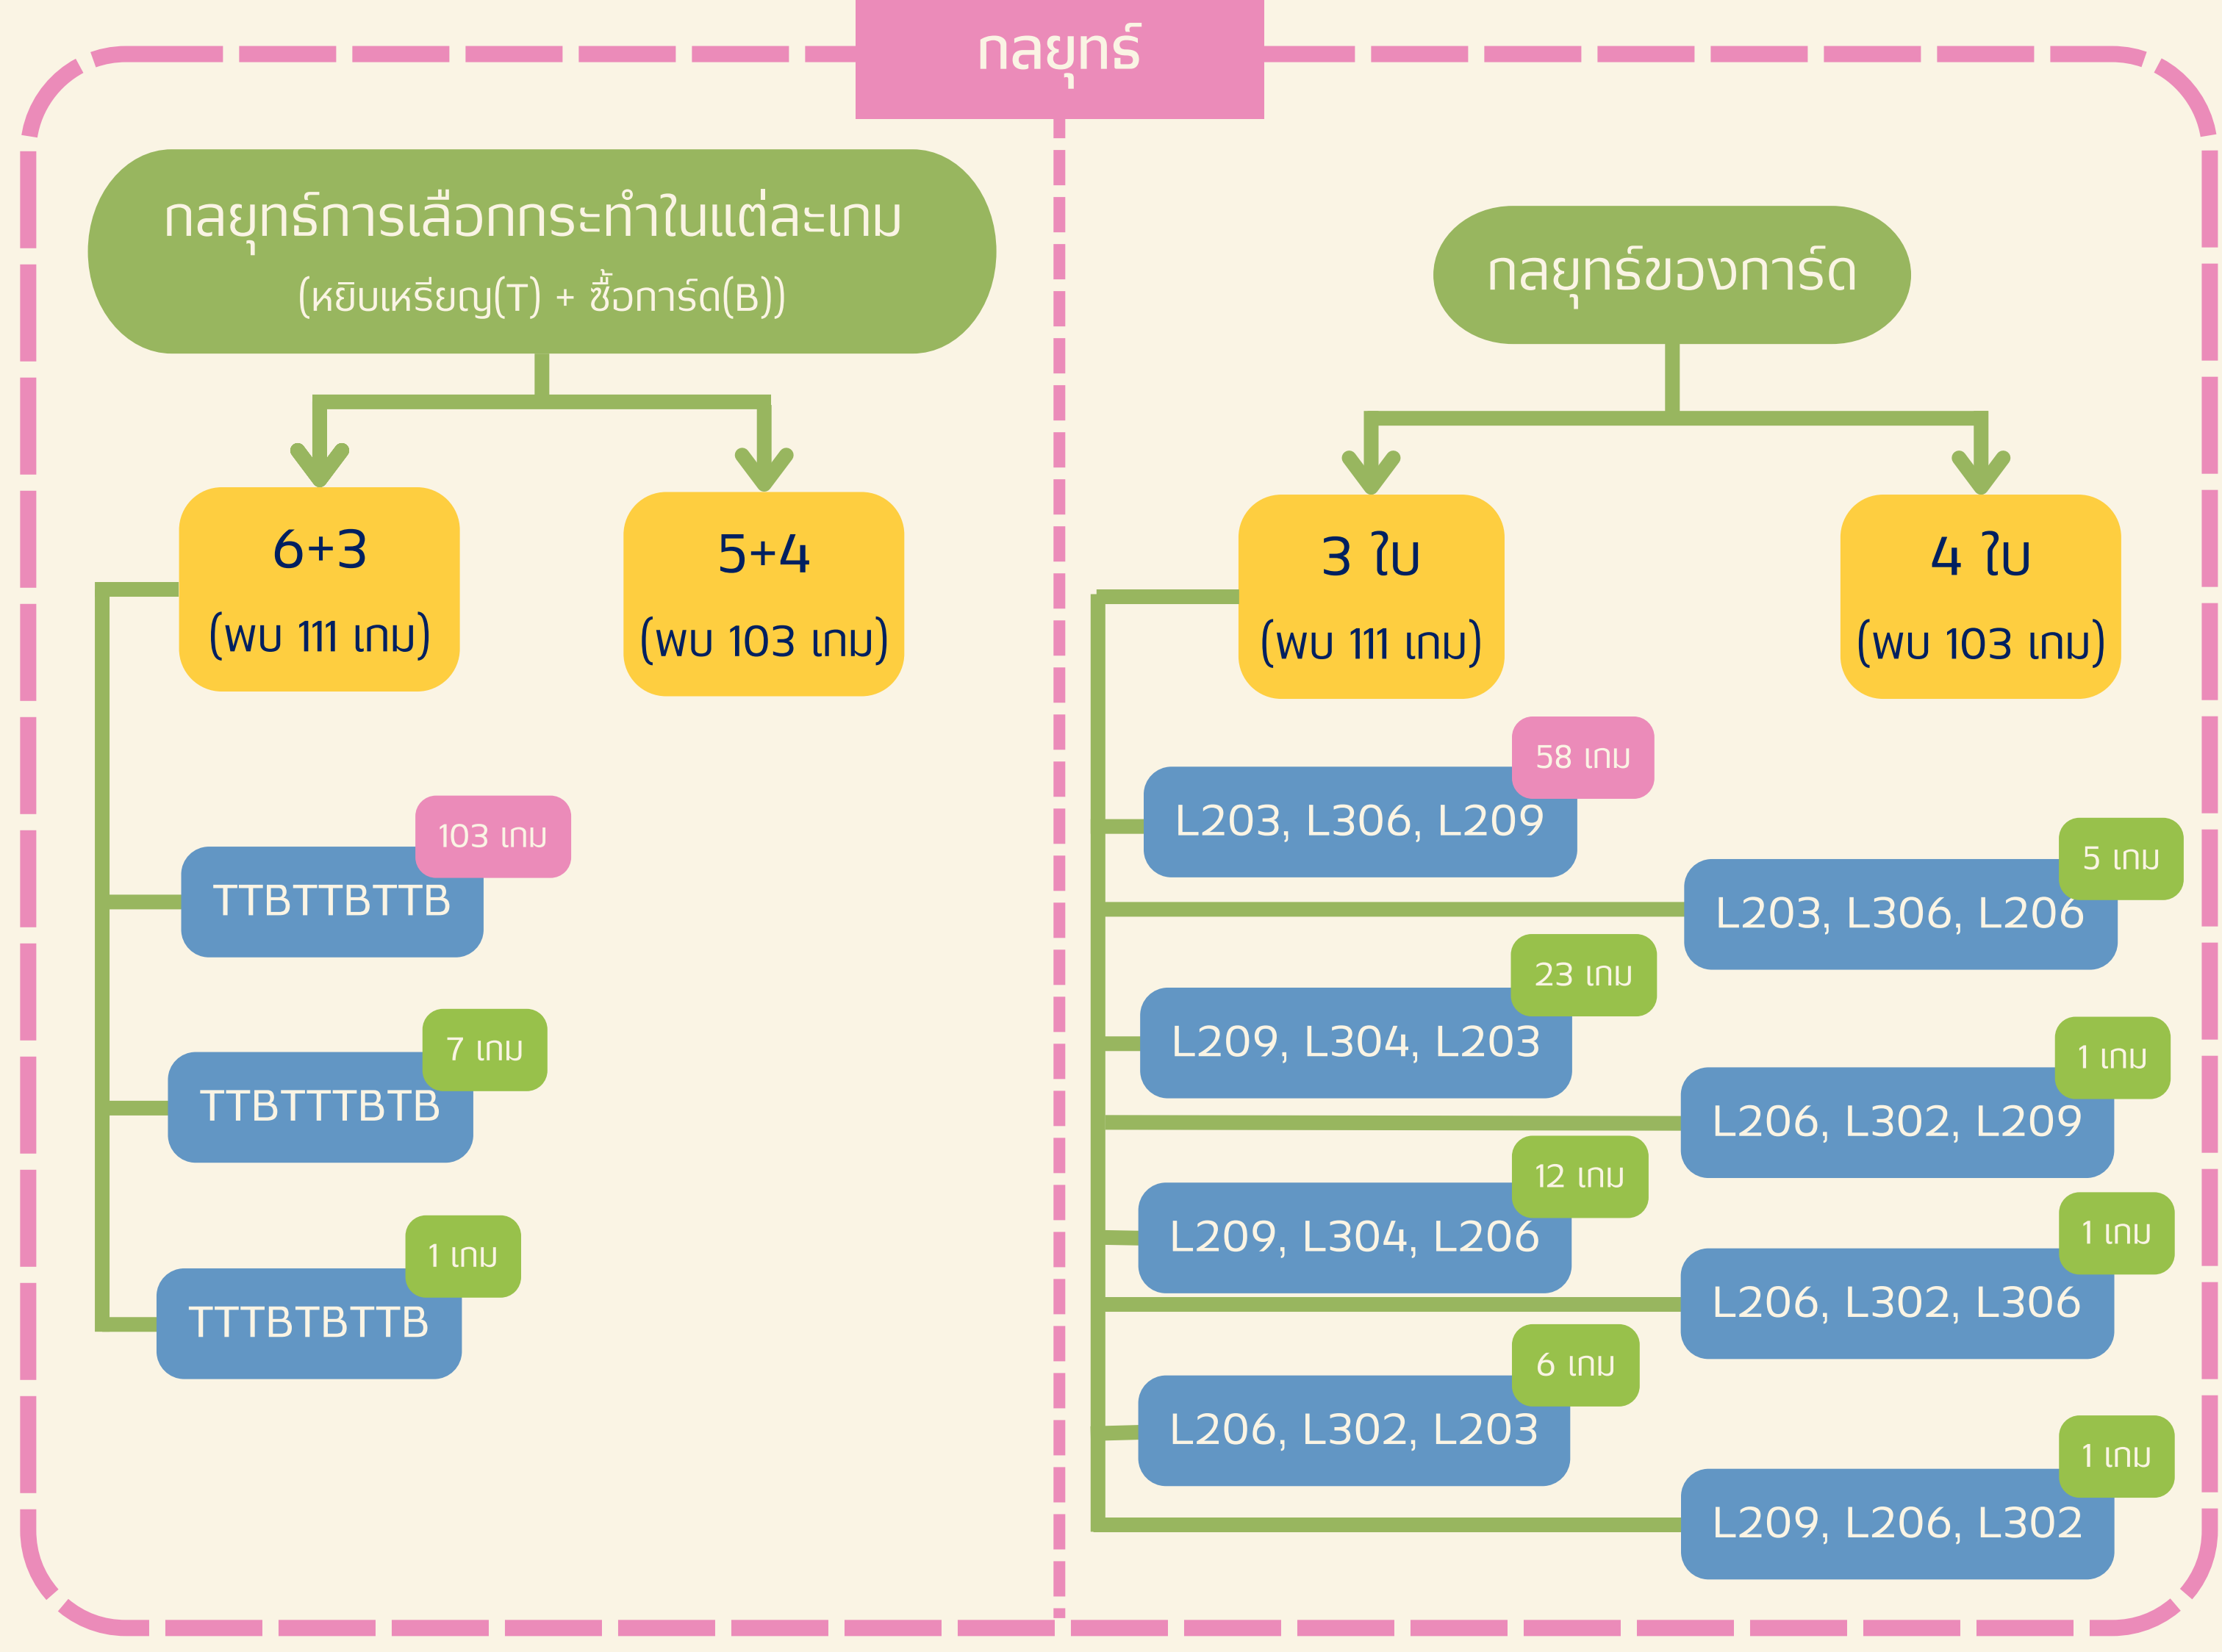 กลยุทธ์
กลยุทธ์การเลือกกระทำในแต่ละเกม
(หยิบเหรียญ(T) + ซื้อการ์ด(B))
6+3
(พบ 111 เกม)
5+4
(พบ 103 เกม)
103 เกม
TTBTTBTTB
7 เกม
TTBTTTBTB
1 เกม
TTTBTBTTB
กลยุทธ์ของการ์ด
3 ใบ
(พบ 111 เกม)
4 ใบ
(พบ 103 เกม)
58 เกม
L203, L306, L209
5 เกม
L203, L306, L206
23 เกม
L209, L304, L203
1 เกม
L206, L302, L209
12 เกม
L209, L304, L206
1 เกม
L206, L302, L306
6 เกม
L206, L302, L203
1 เกม
L209, L206, L302